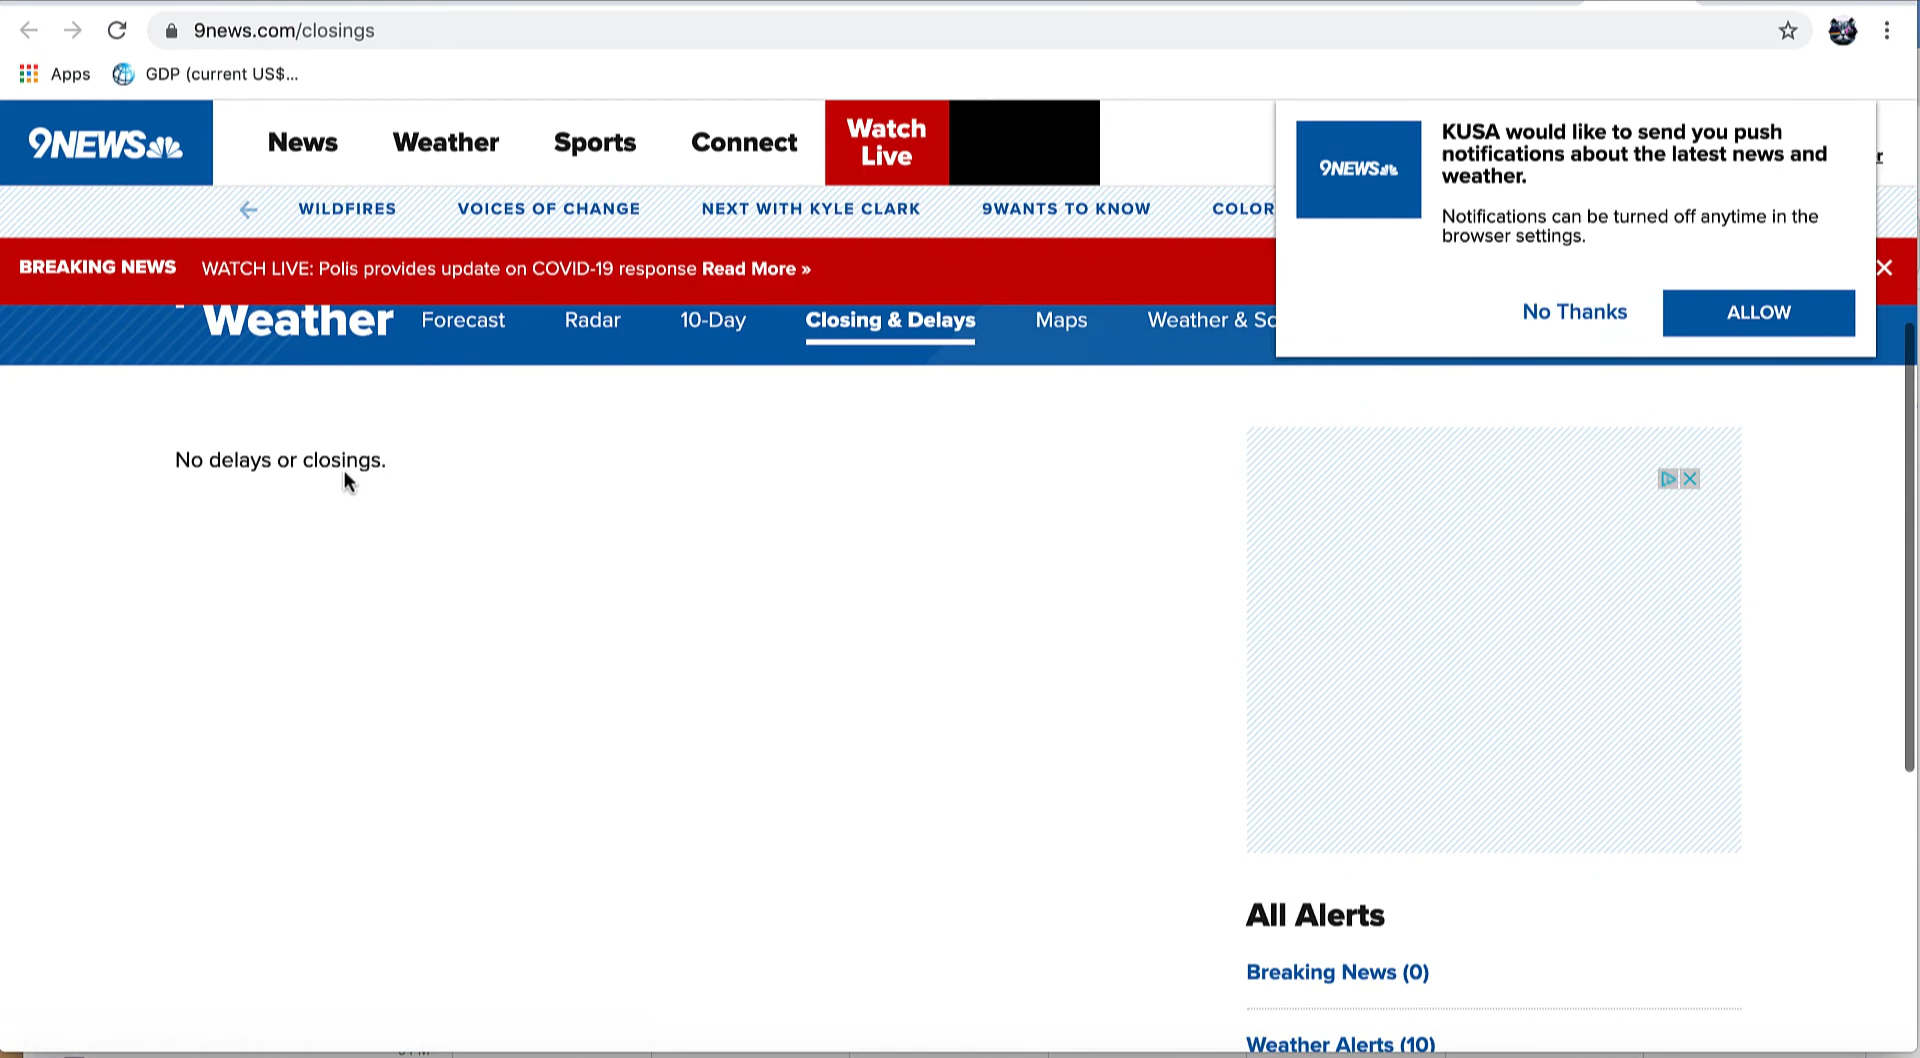 9news.com/closings
Apps
GDP (current US$...
9NEWS
News
Weather
Sports
Connect
Watch
Live
WILDFIRES
VOICES OF CHANGE
NEXT WITH KYLE CLARK
9WANTS TO KNOW
COLOR
BREAKING NEWS
WATCH LIVE: Polis provides update on COVID-19 response Read More »
Weather
Forecast
Radar
10-Day
Closing & Delays
Maps
Weather &
9NEWS
KUSA would like to send you push
notifications about the latest news and
weather.
Notifications can be turned off anytime in the
browser settings.
No Thanks
ALLOW
No delays or closings.
All Alerts
Breaking News (0)
Weather Alerts (10)